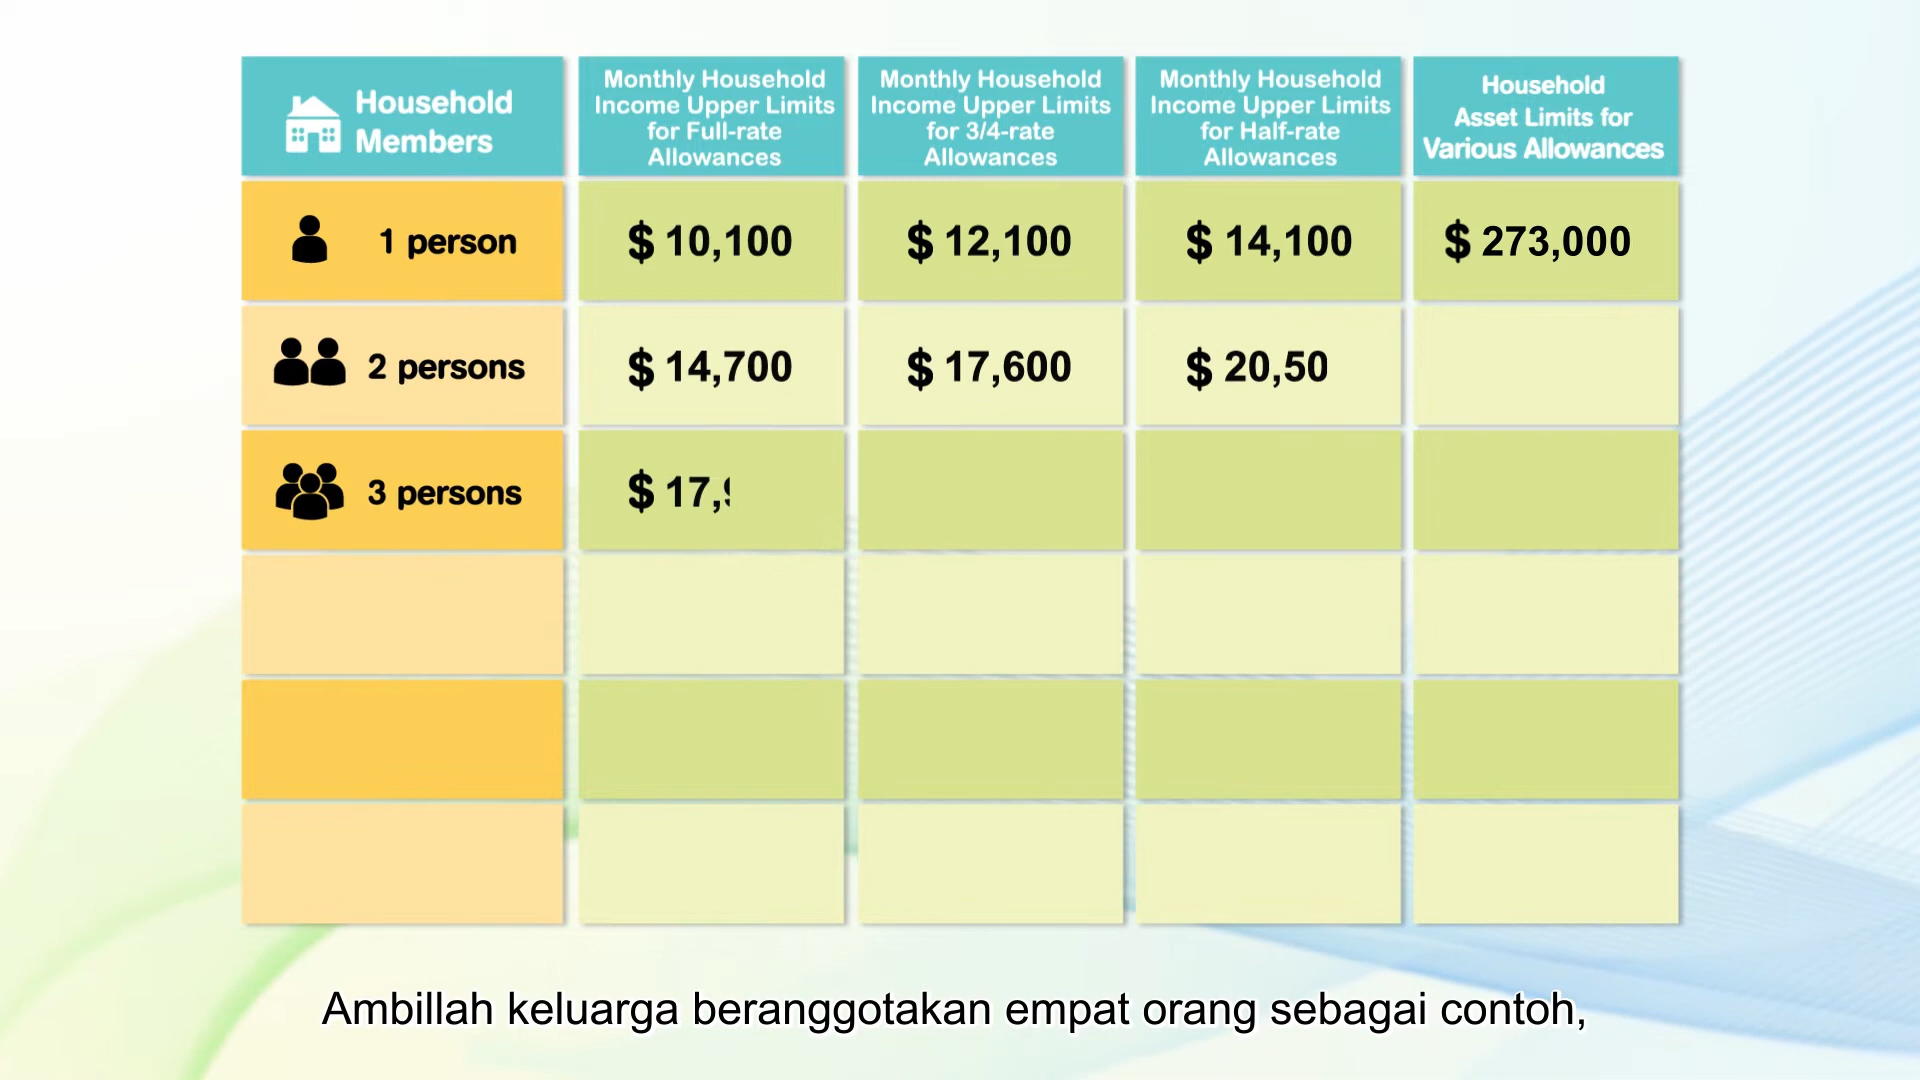 Household
Members
Monthly Household
Income Upper Limits
for Full-rate
Allowances
Monthly Household
Income Upper Limits
for 3/4-rate
Allowances
Monthly Household
Income Upper Limits
for Half-rate
Allowances
Household
Asset Limits for
Various Allowances
1 person
$ 10,100
$ 12,100
$ 14,100
$ 273,000
2 persons
$ 14,700
$ 17,600
$ 20,50
3 persons
$ 17,
Ambillah keluarga beranggotakan empat orang sebagai contoh,